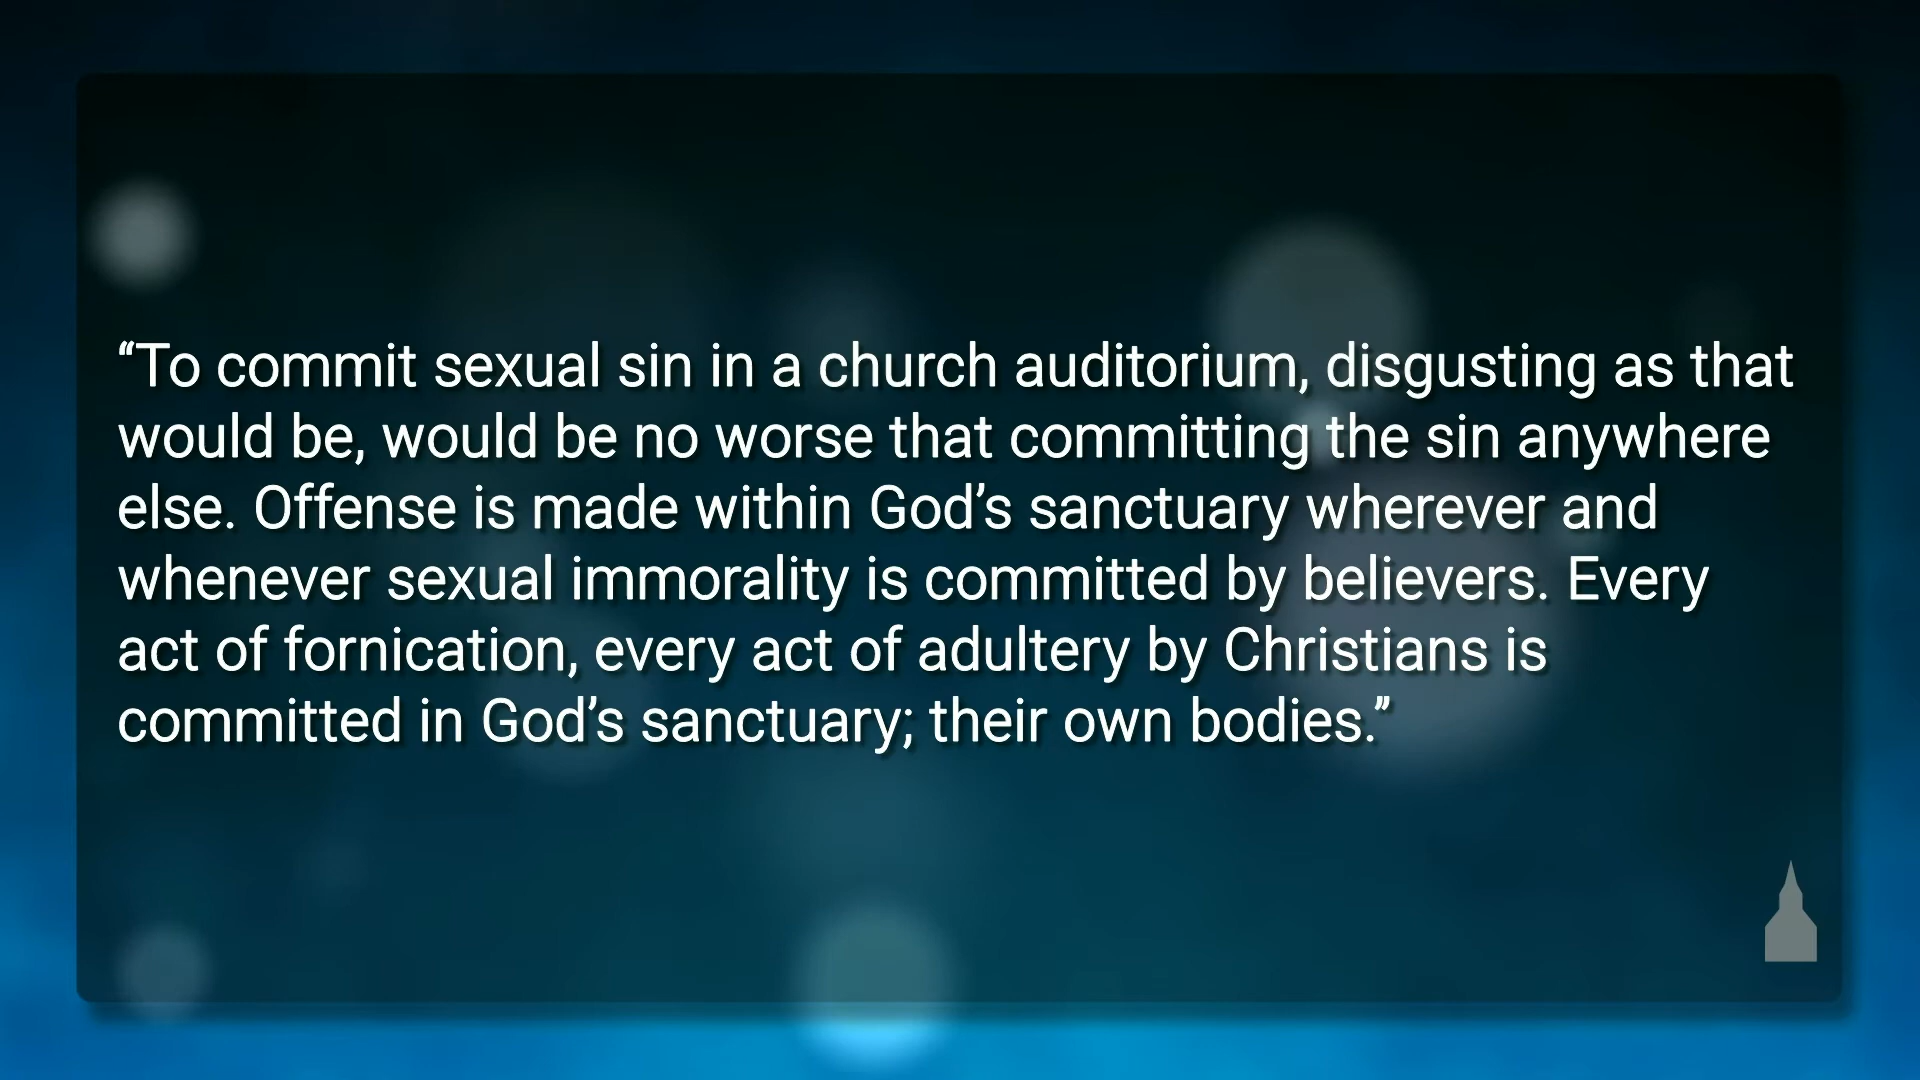 “To commit sexual sin in a church auditorium, disgusting as that
would be, would be no worse that committing the sin anywhere
else. Offense is made within God’s sanctuary wherever and
whenever sexual immorality is committed by believers. Every
act of fornication, every act of adultery by Christians is
committed in God’s sanctuary; their own bodies.”